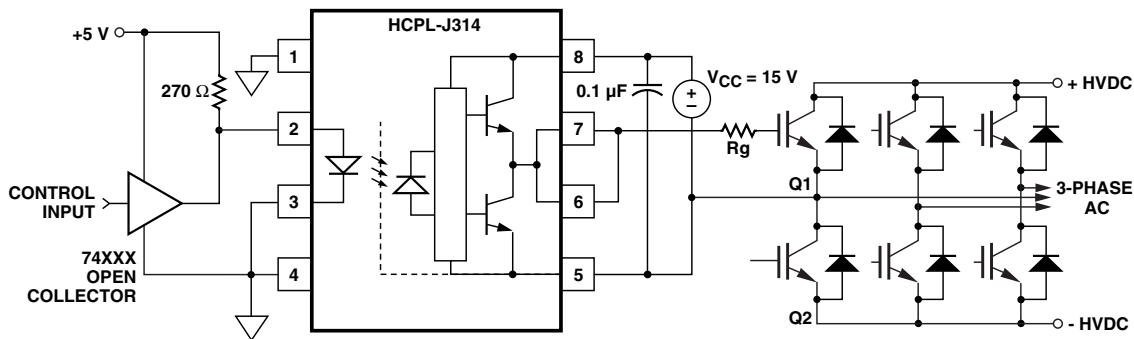 HCPL-J314
+5 V
270 Ω
1
2
3
4
8
7
6
5
0.1 µF
VCC = 15 V
+
–
Rg
+ HVDC
Q1
3-PHASE
AC
Q2
- HVDC
CONTROL
INPUT
74XXX
OPEN
COLLECTOR